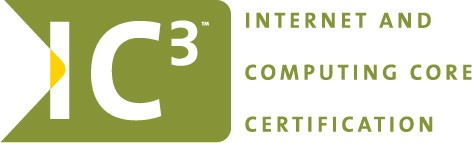 IC³™
INTERNET AND
COMPUTING CORE
CERTIFICATION